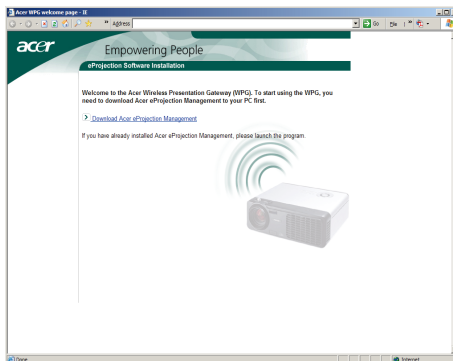 Acer WPG welcome page - IE
Address
Go
File
acer
Empowering People
eProjection Software Installation
Welcome to the Acer Wireless Presentation Gateway (WPG). To start using the WPG, you
need to download Acer eProjection Management to your PC first.
Download Acer eProjection Management
If you have already installed Acer eProjection Management, please launch the program.
Done
Internet